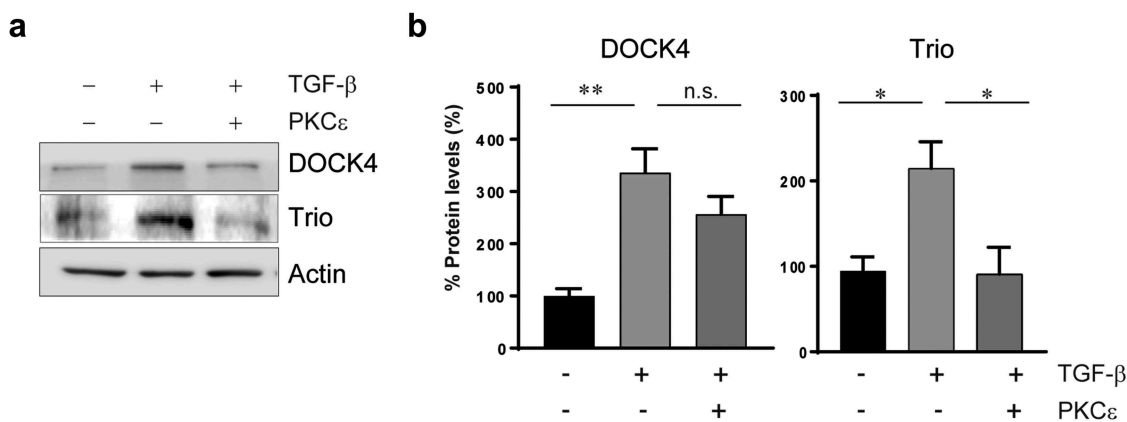 a
− + + TGF-β
− − + PKCε
DOCK4
Trio
Actin
b
DOCK4
% Protein levels (%)
500
400
300
200
100
0
** n.s.
- + +
- - +
Trio
300
200
100
0
* *
- + + TGF-β
- - + PKCε